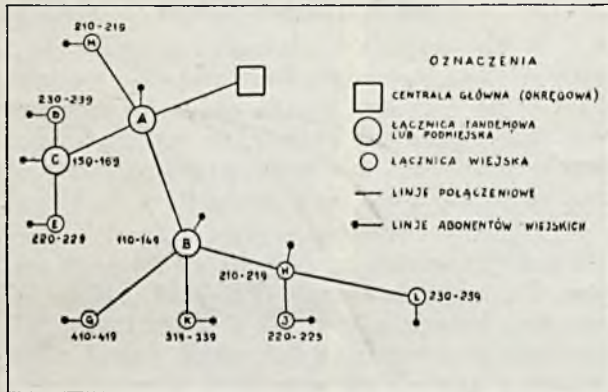 210-219
M
230-239
D
A
C
150-169
E
220-229
110-149
B
210-219
H
L
230-239
G
K
J
410-419
319-339
220-229
OZNACZENIA
CENTRALA GŁÓWNA (OKRĘGOWA)
ŁĄCZNICA TANDEMOWA
LUB PODMIEJSKA
ŁĄCZNICA WIEJSKA
LINJE POŁĄCZENIOWE
LINJE ABONENTÓW WIEJSKICH